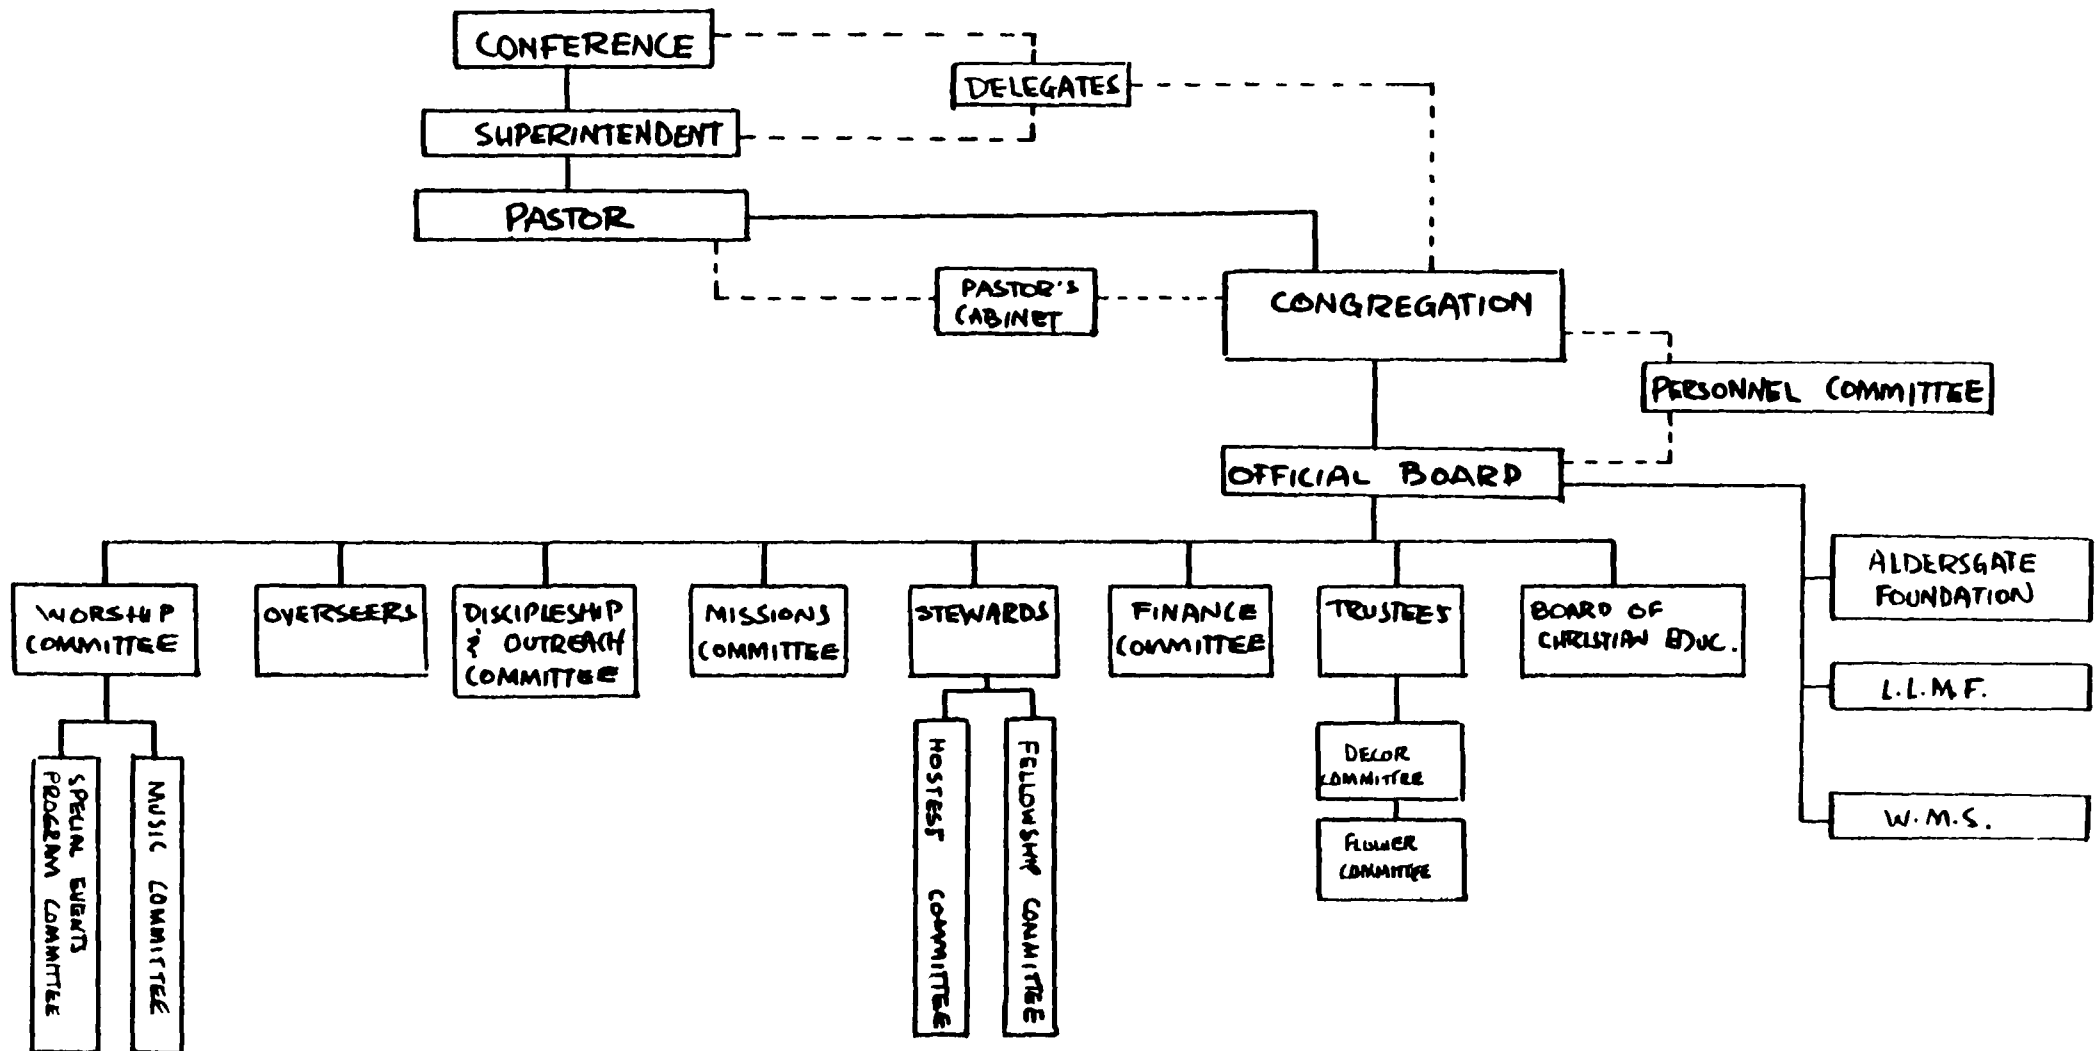 CONFERENCE
DELEGATES
SUPERINTENDENT
PASTOR
PASTOR'S
CABINET
CONGREGATION
PERSONNEL COMMITTEE
OFFICIAL BOARD
WORSHIP
COMMITTEE
OVERSEERS
DISCIPLESHIP
& OUTREACH
COMMITTEE
MISSIONS
COMMITTEE
STEWARDS
FINANCE
COMMITTEE
TRUSTEES
BOARD OF
CHRISTIAN EDUC.
ALDERSGATE
FOUNDATION
L.L.M.F.
W.M.S.
SPECIAL EVENTS
PROGRAM COMMITTEE
MUSIC COMMITTEE
HOSTESS COMMITTEE
FELLOWSHIP COMMITTEE
DECOR
COMMITTEE
FLOWER
COMMITTEE